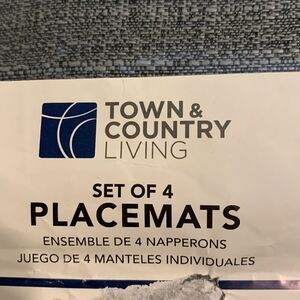 TOWN &
COUNTRY
LIVING
SET OF 4
PLACEMATS
ENSEMBLE DE 4 NAPPERONS
JUEGO DE 4 MANTELES INDIVIDUALES